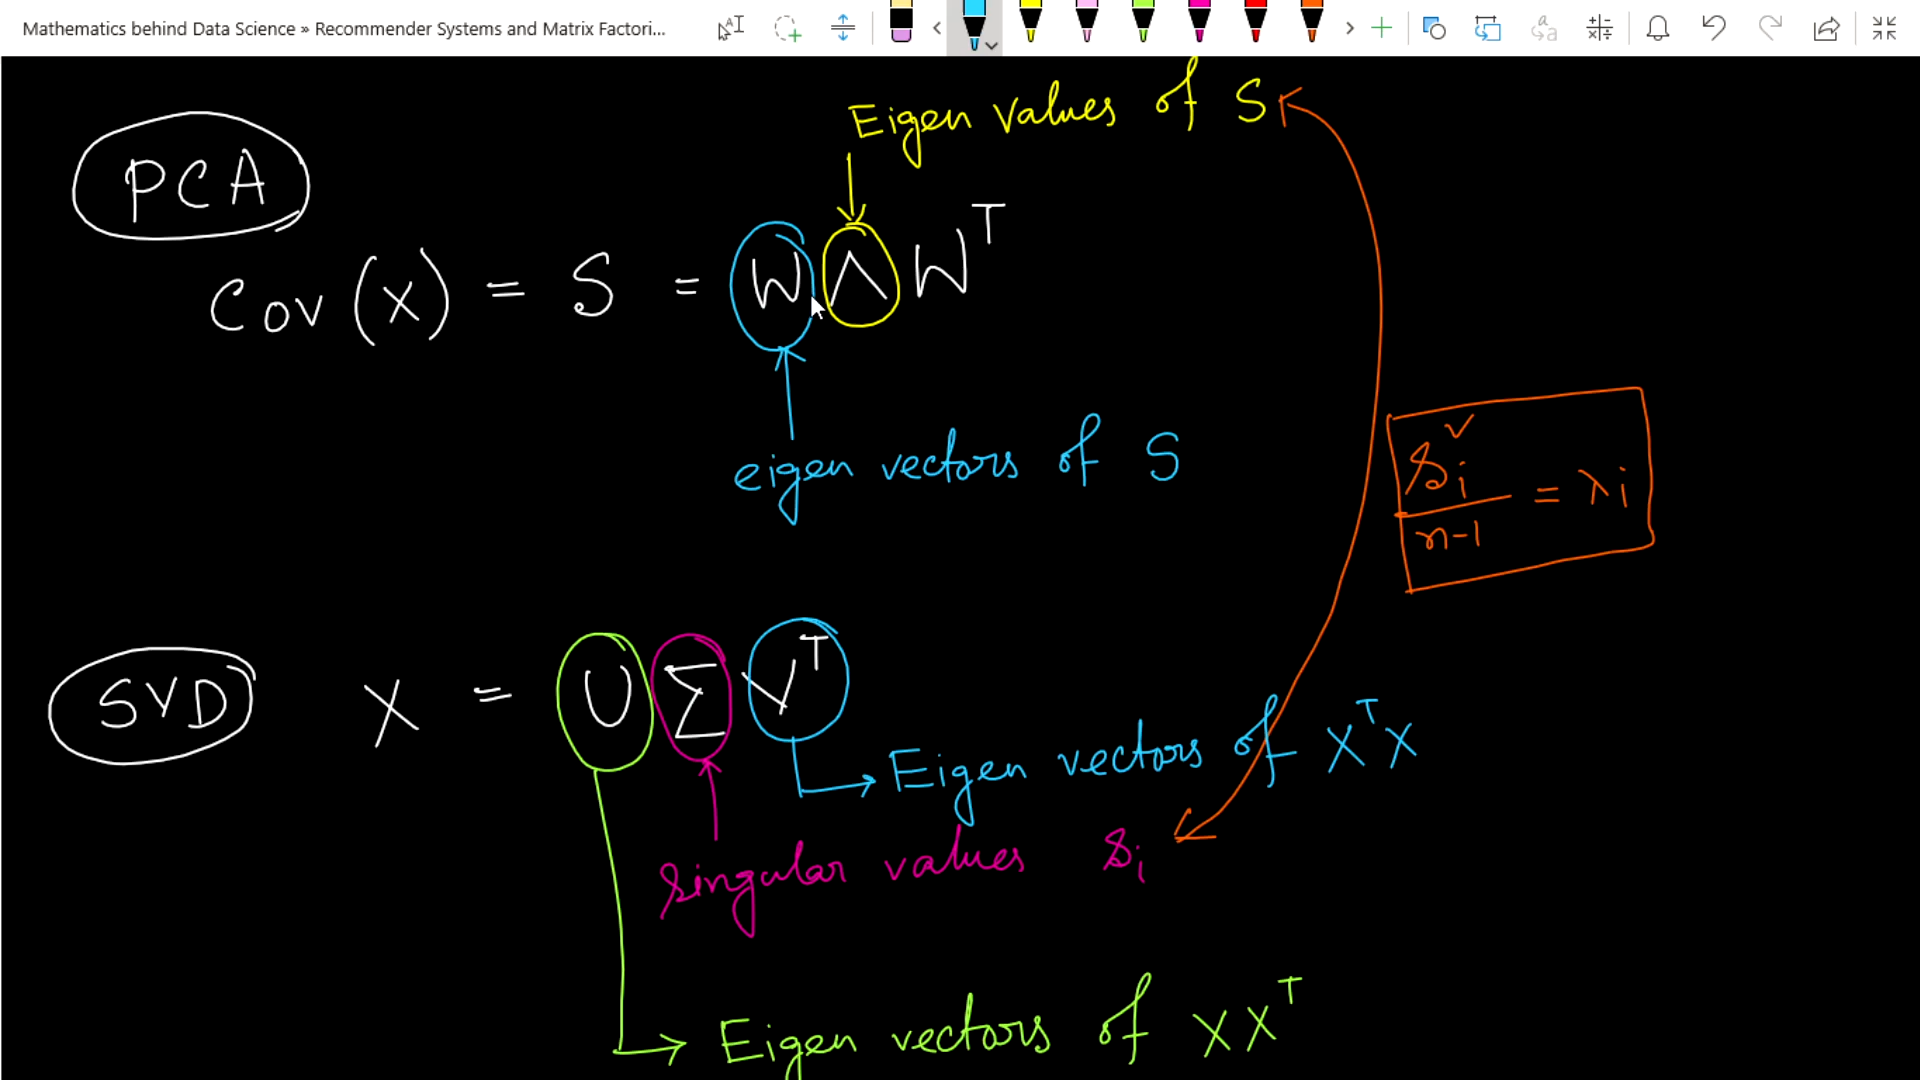 Mathematics behind Data Science » Recommender Systems and Matrix Factori...
Eigen Values of S
PCA
Cov(X) = S = W Λ W^T
eigen vectors of S
s_i^2 / n-1 = λi
SVD X = U Σ V^T
Eigen vectors of X^T X
Singular values s_i
Eigen vectors of X X^T